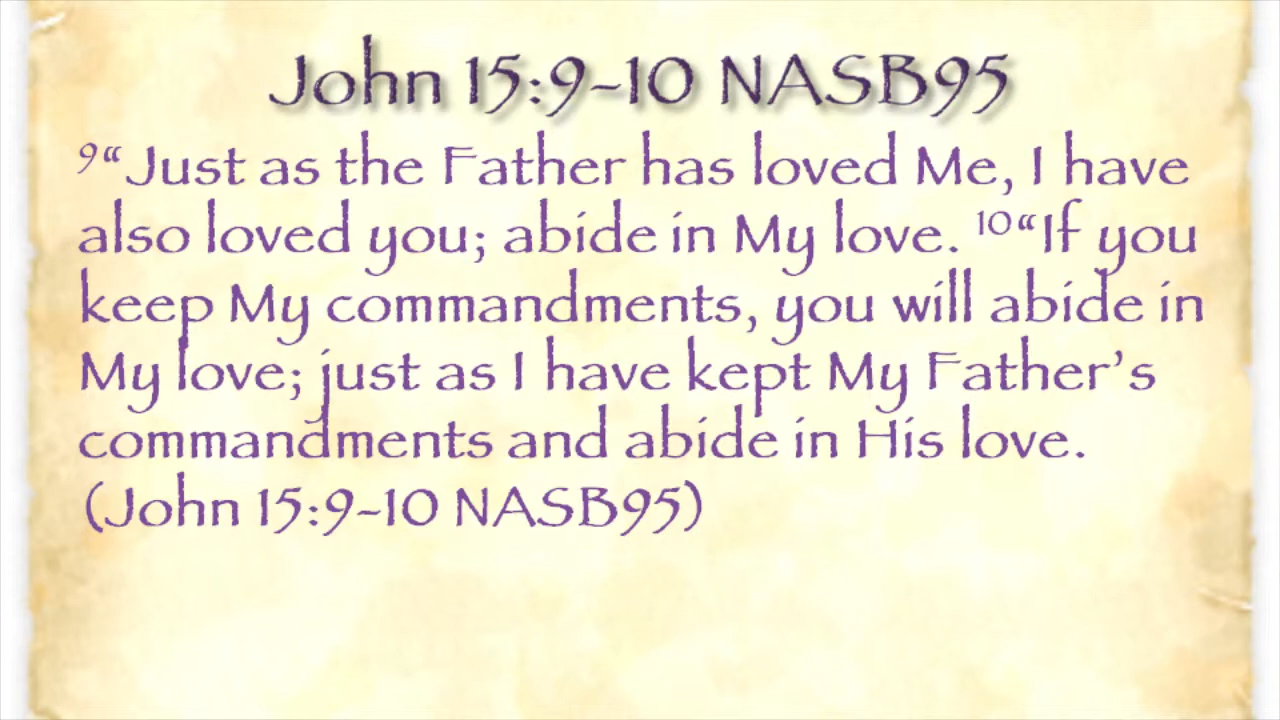 John 15:9-10 NASB95
⁹“Just as the Father has loved Me, I have
also loved you; abide in My love. ¹⁰“If you
keep My commandments, you will abide in
My love; just as I have kept My Father’s
commandments and abide in His love.
(John 15:9-10 NASB95)